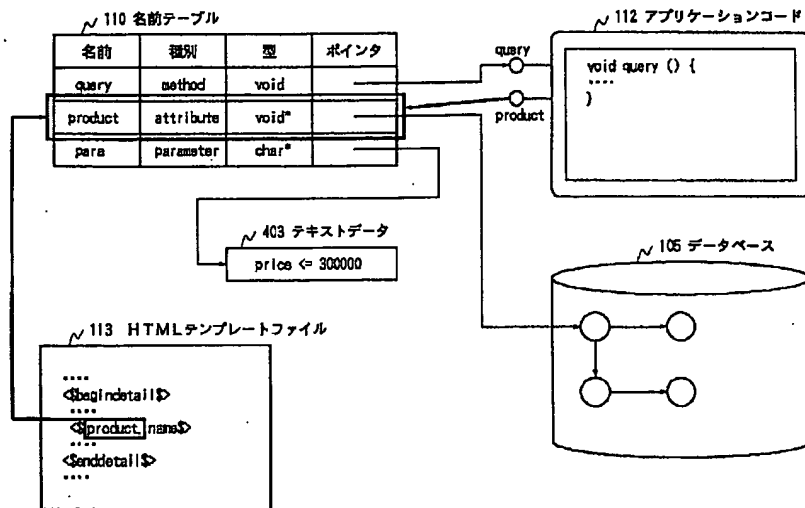 110 名前テーブル
名前 種別 型 ポインタ
query method void
product attribute void*
para parameter char*
112 アプリケーションコード
query
product
void query () {
....
}
403 テキストデータ
price <= 300000
105 データベース
113 HTMLテンプレートファイル
....
<$begindetail$>
....
<$product.name$>
....
<$enddetail$>
....